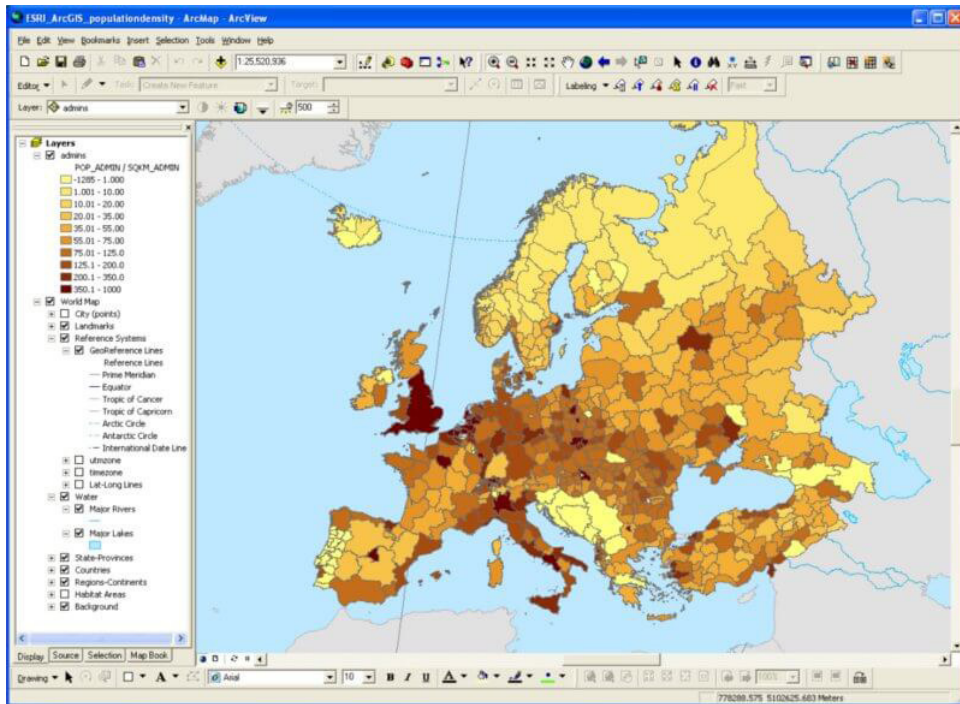 ESRI_ArcGIS_populationdensity - ArcMap - ArcView
File Edit View Bookmarks Insert Selection Tools Window Help
1:25,520,936
Editor Task: Create New Feature Target: Labeling Fast
Layer: admins 500
Layers
admins
POP_ADMIN / SQKM_ADMIN
-1285 - 1.000
1.001 - 10.00
10.01 - 20.00
20.01 - 35.00
35.01 - 55.00
55.01 - 75.00
75.01 - 125.0
125.1 - 200.0
200.1 - 350.0
350.1 - 1000
World Map
City (points)
Landmarks
Reference Systems
GeoReference Lines
Reference Lines
Prime Meridian
Equator
Tropic of Cancer
Tropic of Capricorn
Arctic Circle
Antarctic Circle
International Date Line
utmzone
timezone
Lat-Long Lines
Water
Major Rivers
Major Lakes
State-Provinces
Countries
Regions-Continents
Habitat Areas
Background
Display Source Selection Map Book
Drawing A Arial 10 B I U A 100%
778288.575 5102625.683 Meters